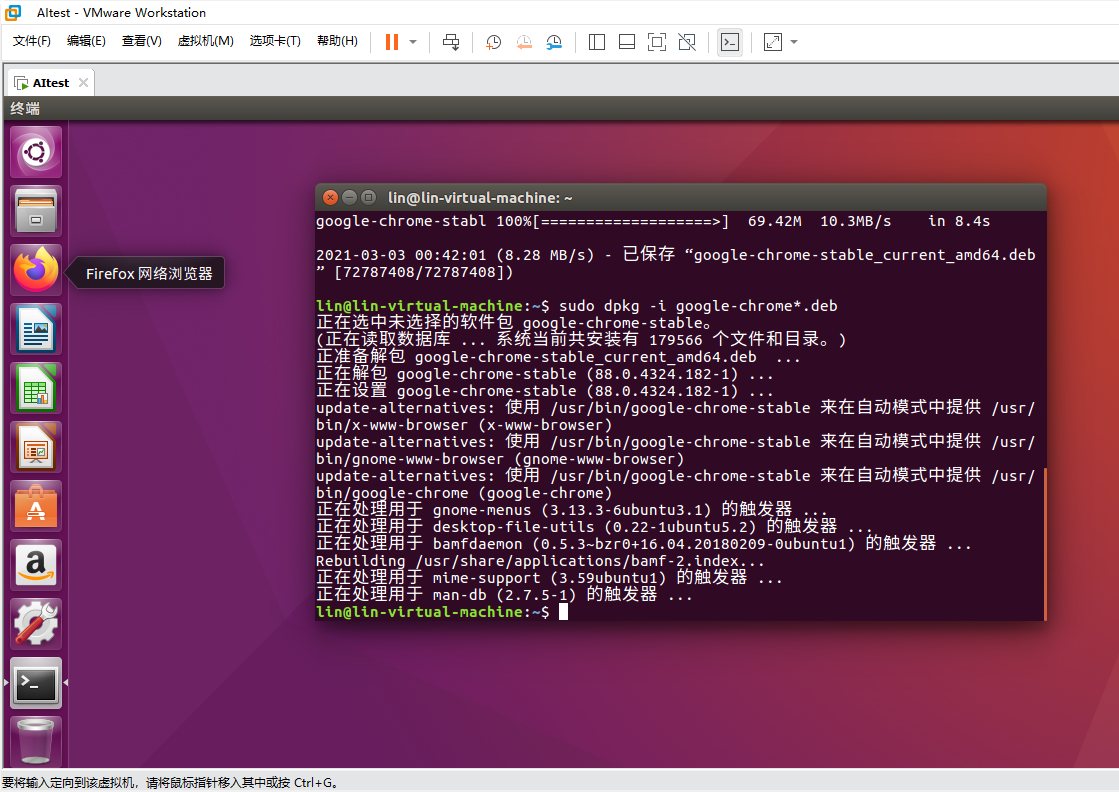 AItest - VMware Workstation
文件(F) 编辑(E) 查看(V) 虚拟机(M) 选项卡(T) 帮助(H)
AItest
终端
Firefox 网络浏览器
lin@lin-virtual-machine: ~
google-chrome-stabl 100%[===================>]  69.42M  10.3MB/s    in 8.4s
2021-03-03 00:42:01 (8.28 MB/s) - 已保存 “google-chrome-stable_current_amd64.deb
” [72787408/72787408])
lin@lin-virtual-machine:~$ sudo dpkg -i google-chrome*.deb
正在选中未选择的软件包 google-chrome-stable。
(正在读取数据库 ... 系统当前共安装有 179566 个文件和目录。)
正准备解包 google-chrome-stable_current_amd64.deb  ...
正在解包 google-chrome-stable (88.0.4324.182-1) ...
正在设置 google-chrome-stable (88.0.4324.182-1) ...
update-alternatives: 使用 /usr/bin/google-chrome-stable 来在自动模式中提供 /usr/
bin/x-www-browser (x-www-browser)
update-alternatives: 使用 /usr/bin/google-chrome-stable 来在自动模式中提供 /usr/
bin/gnome-www-browser (gnome-www-browser)
update-alternatives: 使用 /usr/bin/google-chrome-stable 来在自动模式中提供 /usr/
bin/google-chrome (google-chrome)
正在处理用于 gnome-menus (3.13.3-6ubuntu3.1) 的触发器 ...
正在处理用于 desktop-file-utils (0.22-1ubuntu5.2) 的触发器 ...
正在处理用于 bamfdaemon (0.5.3~bzr0+16.04.20180209-0ubuntu1) 的触发器 ...
Rebuilding /usr/share/applications/bamf-2.index...
正在处理用于 mime-support (3.59ubuntu1) 的触发器 ...
正在处理用于 man-db (2.7.5-1) 的触发器 ...
lin@lin-virtual-machine:~$
要将输入定向到该虚拟机，请将鼠标指针移入其中或按 Ctrl+G。